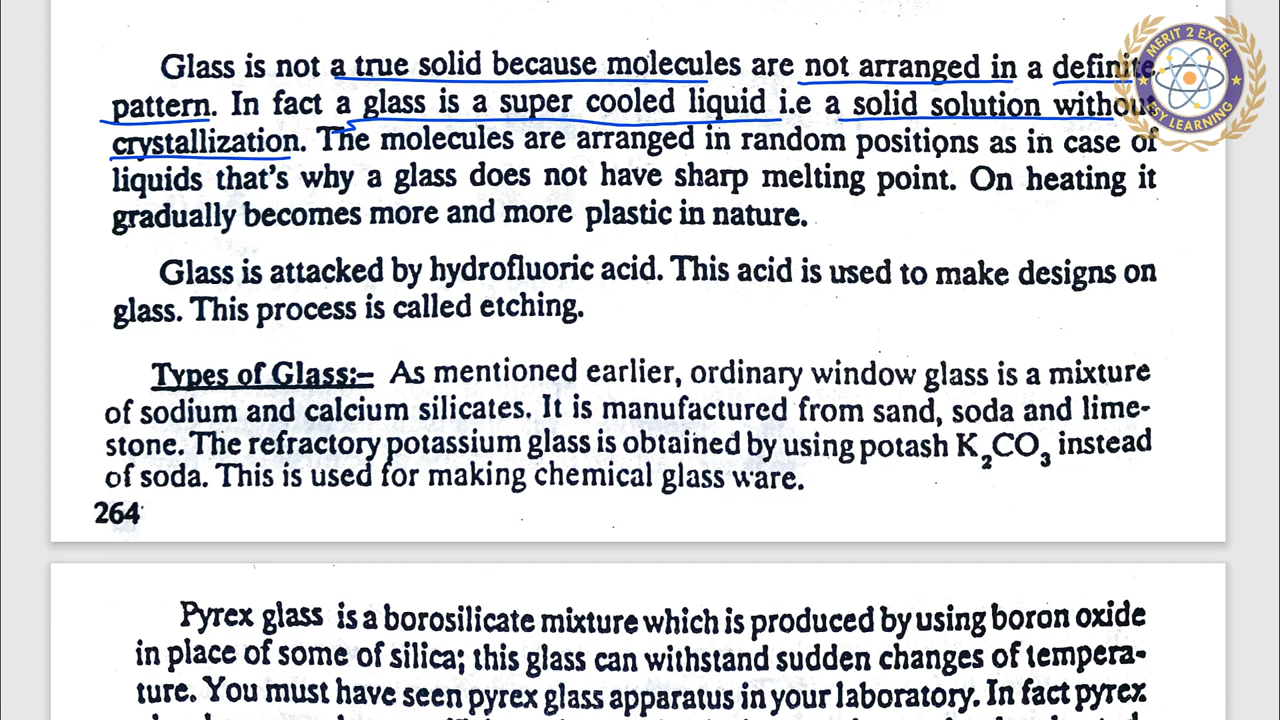 MERIT 2 EXCEL
ESY LEARNING
Glass is not a true solid because molecules are not arranged in a definite
pattern. In fact a glass is a super cooled liquid i.e a solid solution withou
crystallization. The molecules are arranged in random positions as in case of
liquids that's why a glass does not have sharp melting point. On heating it
gradually becomes more and more plastic in nature.
Glass is attacked by hydrofluoric acid. This acid is used to make designs on
glass. This process is called etching.
Types of Glass:– As mentioned earlier, ordinary window glass is a mixture
of sodium and calcium silicates. It is manufactured from sand, soda and lime-
stone. The refractory potassium glass is obtained by using potash K₂CO₃ instead
of soda. This is used for making chemical glass ware.
264
Pyrex glass is a borosilicate mixture which is produced by using boron oxide
in place of some of silica; this glass can withstand sudden changes of tempera-
ture. You must have seen pyrex glass apparatus in your laboratory. In fact pyrex